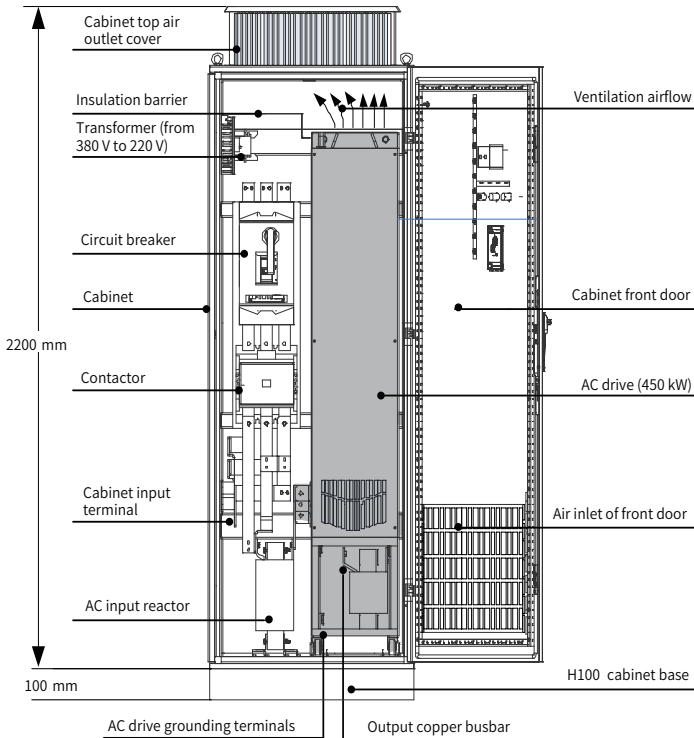 Cabinet top air
outlet cover
Insulation barrier
Ventilation airflow
Transformer (from
380 V to 220 V)
Circuit breaker
Cabinet
Cabinet front door
2200 mm
Contactor
AC drive (450 kW)
Cabinet input
terminal
Air inlet of front door
AC input reactor
H100 cabinet base
100 mm
AC drive grounding terminals
Output copper busbar